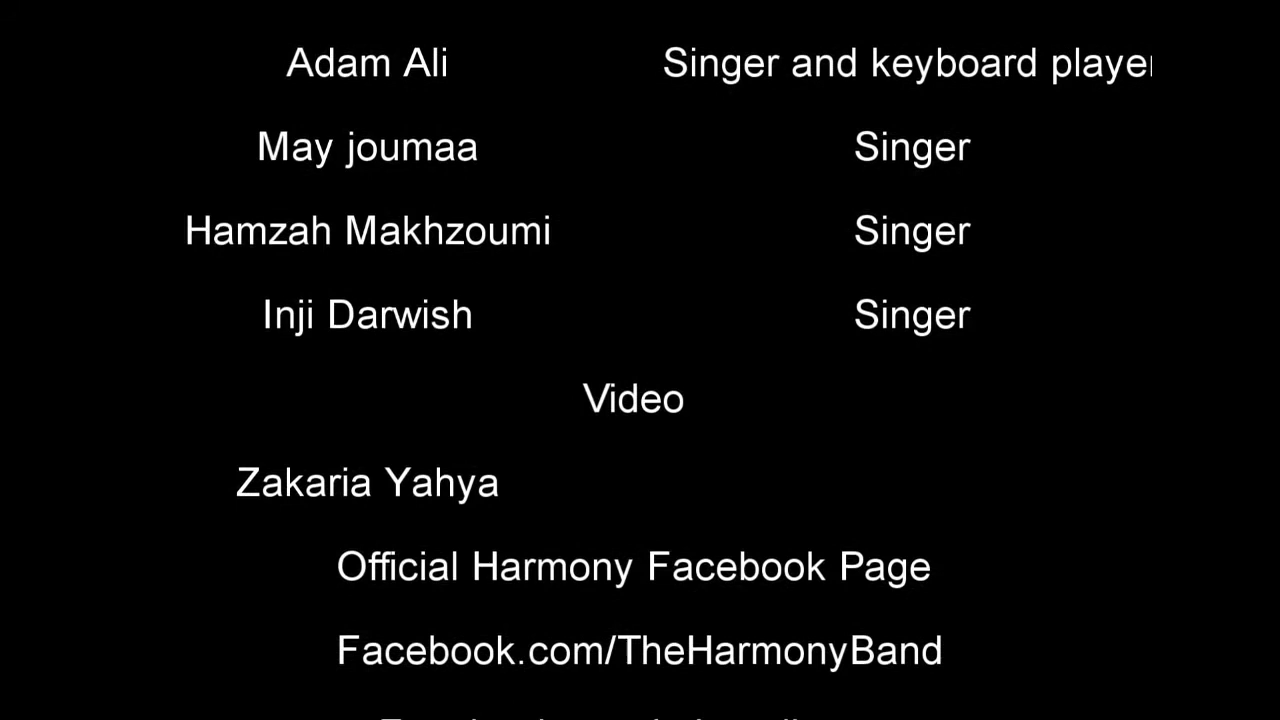 Adam Ali Singer and keyboard player
May joumaa Singer
Hamzah Makhzoumi Singer
Inji Darwish Singer
Video
Zakaria Yahya
Official Harmony Facebook Page
Facebook.com/TheHarmonyBand